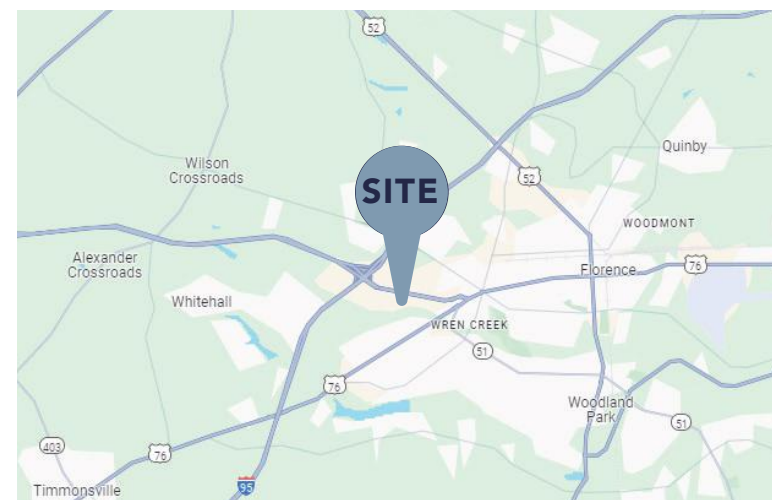 52
Quinby
Wilson
Crossroads
52
SITE
WOODMONT
Alexander
Crossroads
Florence
76
Whitehall
WREN CREEK
51
76
Woodland
Park
51
403
76
95
Timmonsville